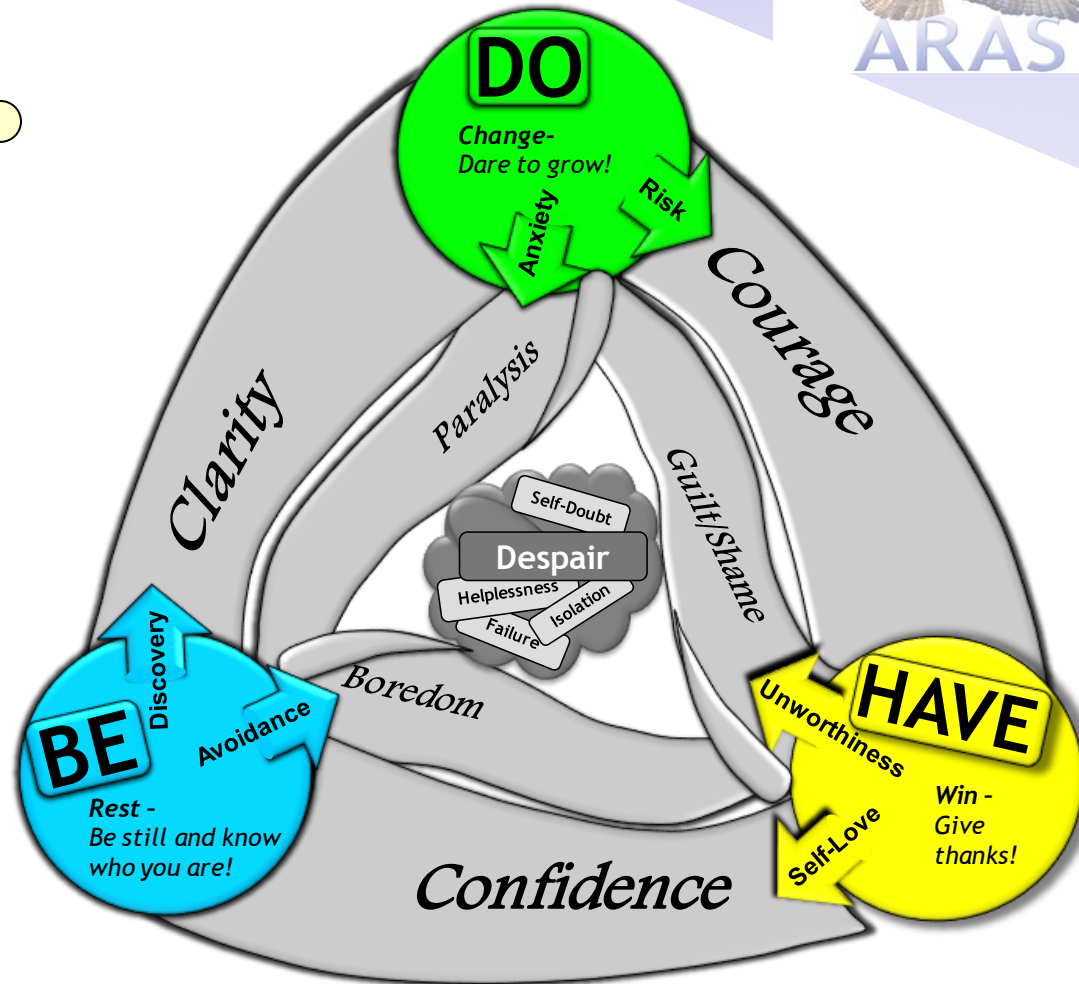 ARAS
DO
Change-
Dare to grow!
Risk
Anxiety
Courage
Paralysis
Clarity
Guilt/Shame
Self-Doubt
Despair
Helplessness
Isolation
Failure
Discovery
Avoidance
Boredom
BE
Rest –
Be still and know
who you are!
HAVE
Unworthiness
Win –
Give
thanks!
Self-Love
Confidence